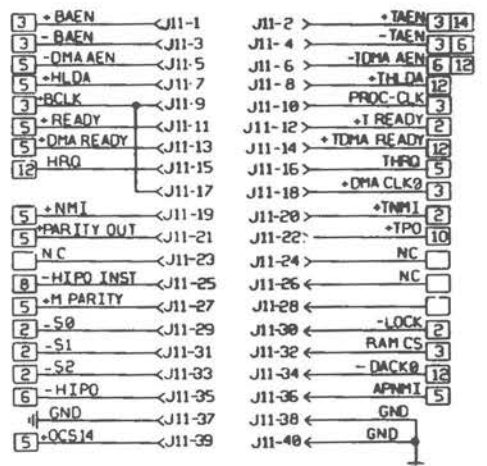 3 + BAEN J11-1 J11-2 +TAEN 3 14
3 - BAEN J11-3 J11-4 -TAEN 3 6
5 -DMA AEN J11-5 J11-6 -TDMA AEN 6 12
5 +HLDA J11-7 J11-8 +THLDA 12
3 +BCLK J11-9 J11-10 PROC-CLK 3
5 + READY J11-11 J11-12 +T READY 2
5 +DMA READY J11-13 J11-14 + TDMA READY 12
12 HRQ J11-15 J11-16 THRQ 5
J11-17 J11-18 +DMA CLK0 3
5 +NMI J11-19 J11-20 +TNMI 2
5 +PARITY OUT J11-21 J11-22 +TPO 10
NC J11-23 J11-24 NC
8 -HIPO INST J11-25 J11-26 NC
5 +M PARITY J11-27 J11-28
2 -S0 J11-29 J11-30 -LOCK 2
2 -S1 J11-31 J11-32 RAM CS 3
2 -S2 J11-33 J11-34 - DACK0 12
6 -HIPO J11-35 J11-36 APNMI 5
GND J11-37 J11-38 GND
5 +OCS14 J11-39 J11-40 GND